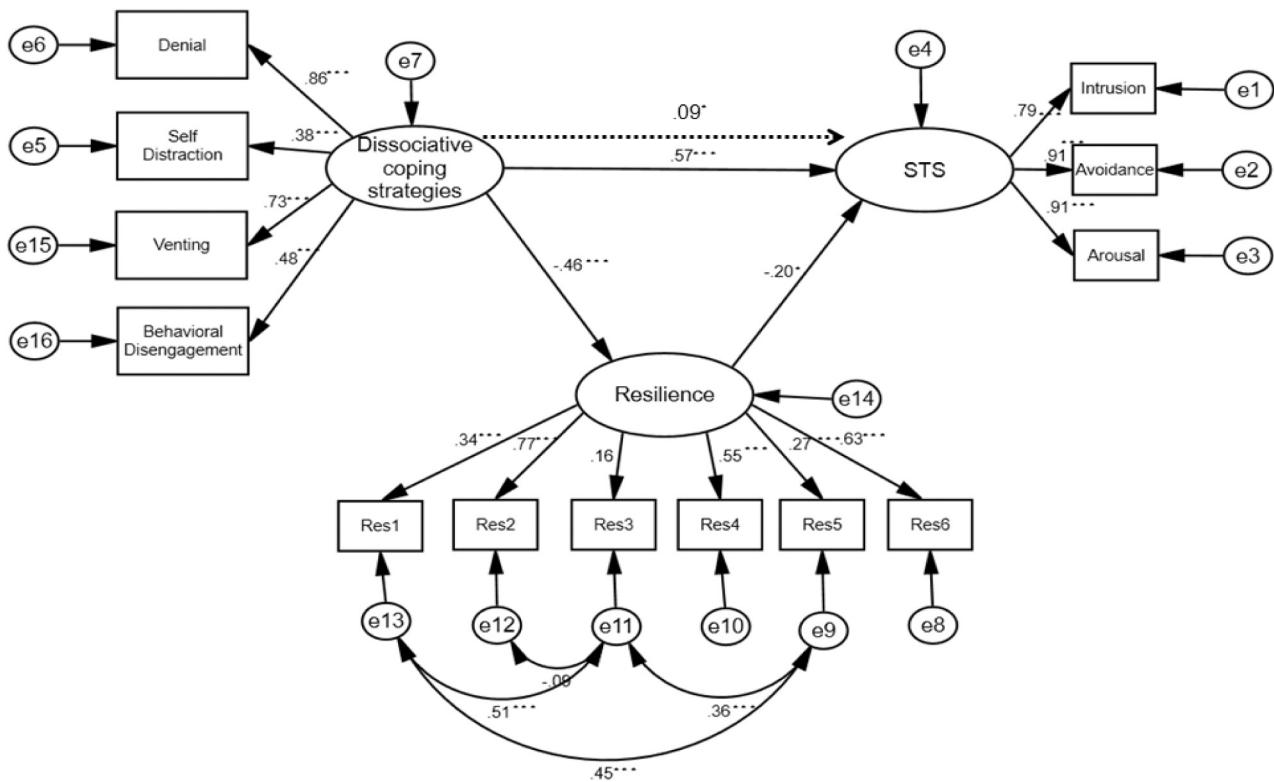 e6
Denial
e7
e4
Intrusion
e1
.86***
.79***
.09*
e5
Self
Distraction
.38***
Dissociative
coping
strategies
.57***
STS
.91***
Avoidance
e2
.73***
.91***
e15
Venting
.48***
Arousal
e3
-.46***
-.20*
e16
Behavioral
Disengagement
Resilience
e14
.34***
.77***
.16
.55***
.27***
.63***
Res1
Res2
Res3
Res4
Res5
Res6
e13
e12
e11
e10
e9
e8
-.09
.51***
.36***
.45***